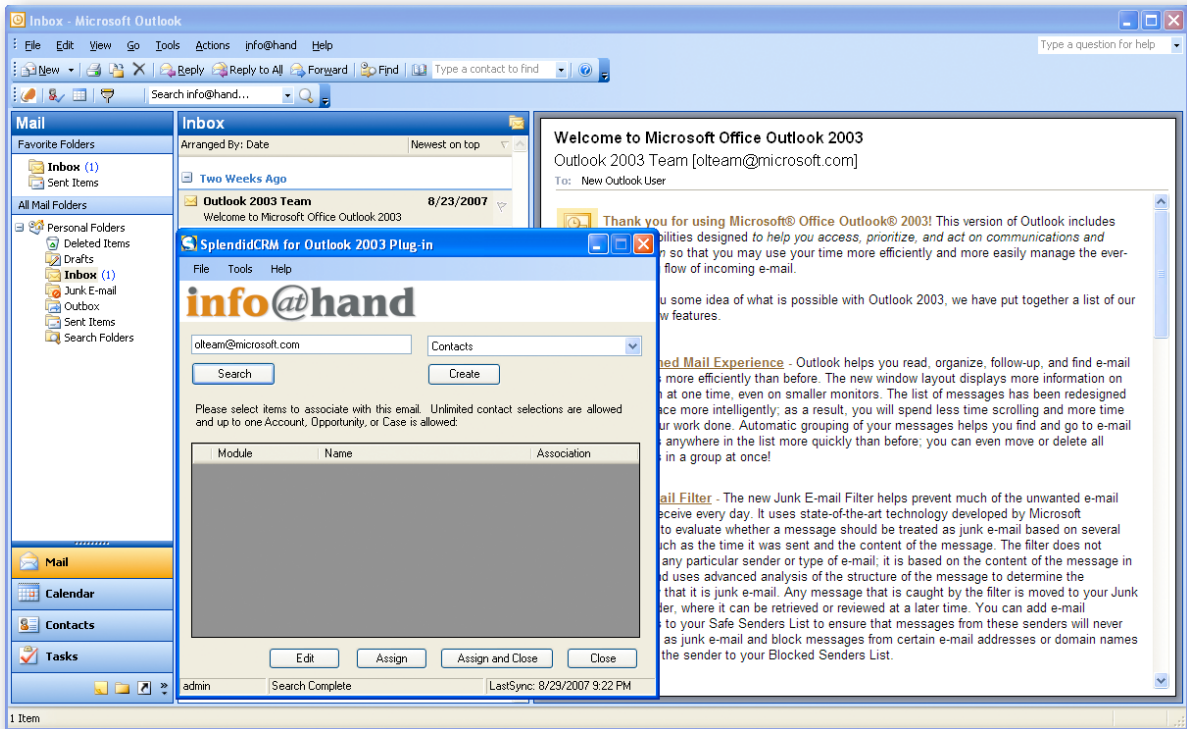 Inbox - Microsoft Outlook
File Edit View Go Tools Actions info@hand Help
Type a question for help
New Reply Reply to All Forward Find Type a contact to find
Search info@hand...
Mail
Favorite Folders
Inbox (1)
Sent Items
All Mail Folders
Personal Folders
Deleted Items
Drafts
Inbox (1)
Junk E-mail
Outbox
Sent Items
Search Folders
Mail
Calendar
Contacts
Tasks
1 Item
Inbox
Arranged By: Date Newest on top
Two Weeks Ago
Outlook 2003 Team 8/23/2007
Welcome to Microsoft Office Outlook 2003
SplendidCRM for Outlook 2003 Plug-in
File Tools Help
info@hand
olteam@microsoft.com Contacts
Search Create
Please select items to associate with this email. Unlimited contact selections are allowed
and up to one Account, Opportunity, or Case is allowed:
Module Name Association
Edit Assign Assign and Close Close
admin Search Complete LastSync: 8/29/2007 9:22 PM
Welcome to Microsoft Office Outlook 2003
Outlook 2003 Team [olteam@microsoft.com]
To: New Outlook User
Thank you for using Microsoft® Office Outlook® 2003! This version of Outlook includes
bilities designed to help you access, prioritize, and act on communications and
so that you may use your time more efficiently and more easily manage the ever-
flow of incoming e-mail.
u some idea of what is possible with Outlook 2003, we have put together a list of our
w features.
ned Mail Experience - Outlook helps you read, organize, follow-up, and find e-mail
more efficiently than before. The new window layout displays more information on
at one time, even on smaller monitors. The list of messages has been redesigned
ace more intelligently; as a result, you will spend less time scrolling and more time
ur work done. Automatic grouping of your messages helps you find and go to e-mail
anywhere in the list more quickly than before; you can even move or delete all
in a group at once!
ail Filter - The new Junk E-mail Filter helps prevent much of the unwanted e-mail
eceive every day. It uses state-of-the-art technology developed by Microsoft
to evaluate whether a message should be treated as junk e-mail based on several
uch as the time it was sent and the content of the message. The filter does not
any particular sender or type of e-mail; it is based on the content of the message in
d uses advanced analysis of the structure of the message to determine the
that it is junk e-mail. Any message that is caught by the filter is moved to your Junk
der, where it can be retrieved or reviewed at a later time. You can add e-mail
to your Safe Senders List to ensure that messages from these senders will never
as junk e-mail and block messages from certain e-mail addresses or domain names
the sender to your Blocked Senders List.